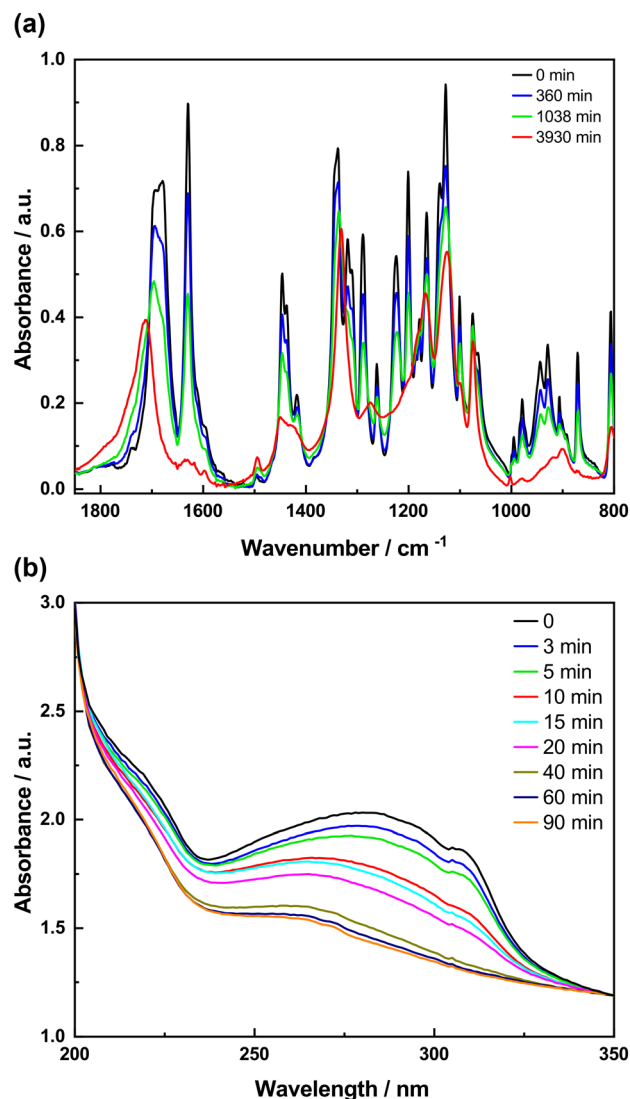 (a)
1.0
0.8
0.6
0.4
0.2
0.0
Absorbance / a.u.
0 min
360 min
1038 min
3930 min
1800
1600
1400
1200
1000
800
Wavenumber / cm -1
(b)
3.0
2.5
2.0
1.5
1.0
Absorbance / a.u.
0
3 min
5 min
10 min
15 min
20 min
40 min
60 min
90 min
200
250
300
350
Wavelength / nm